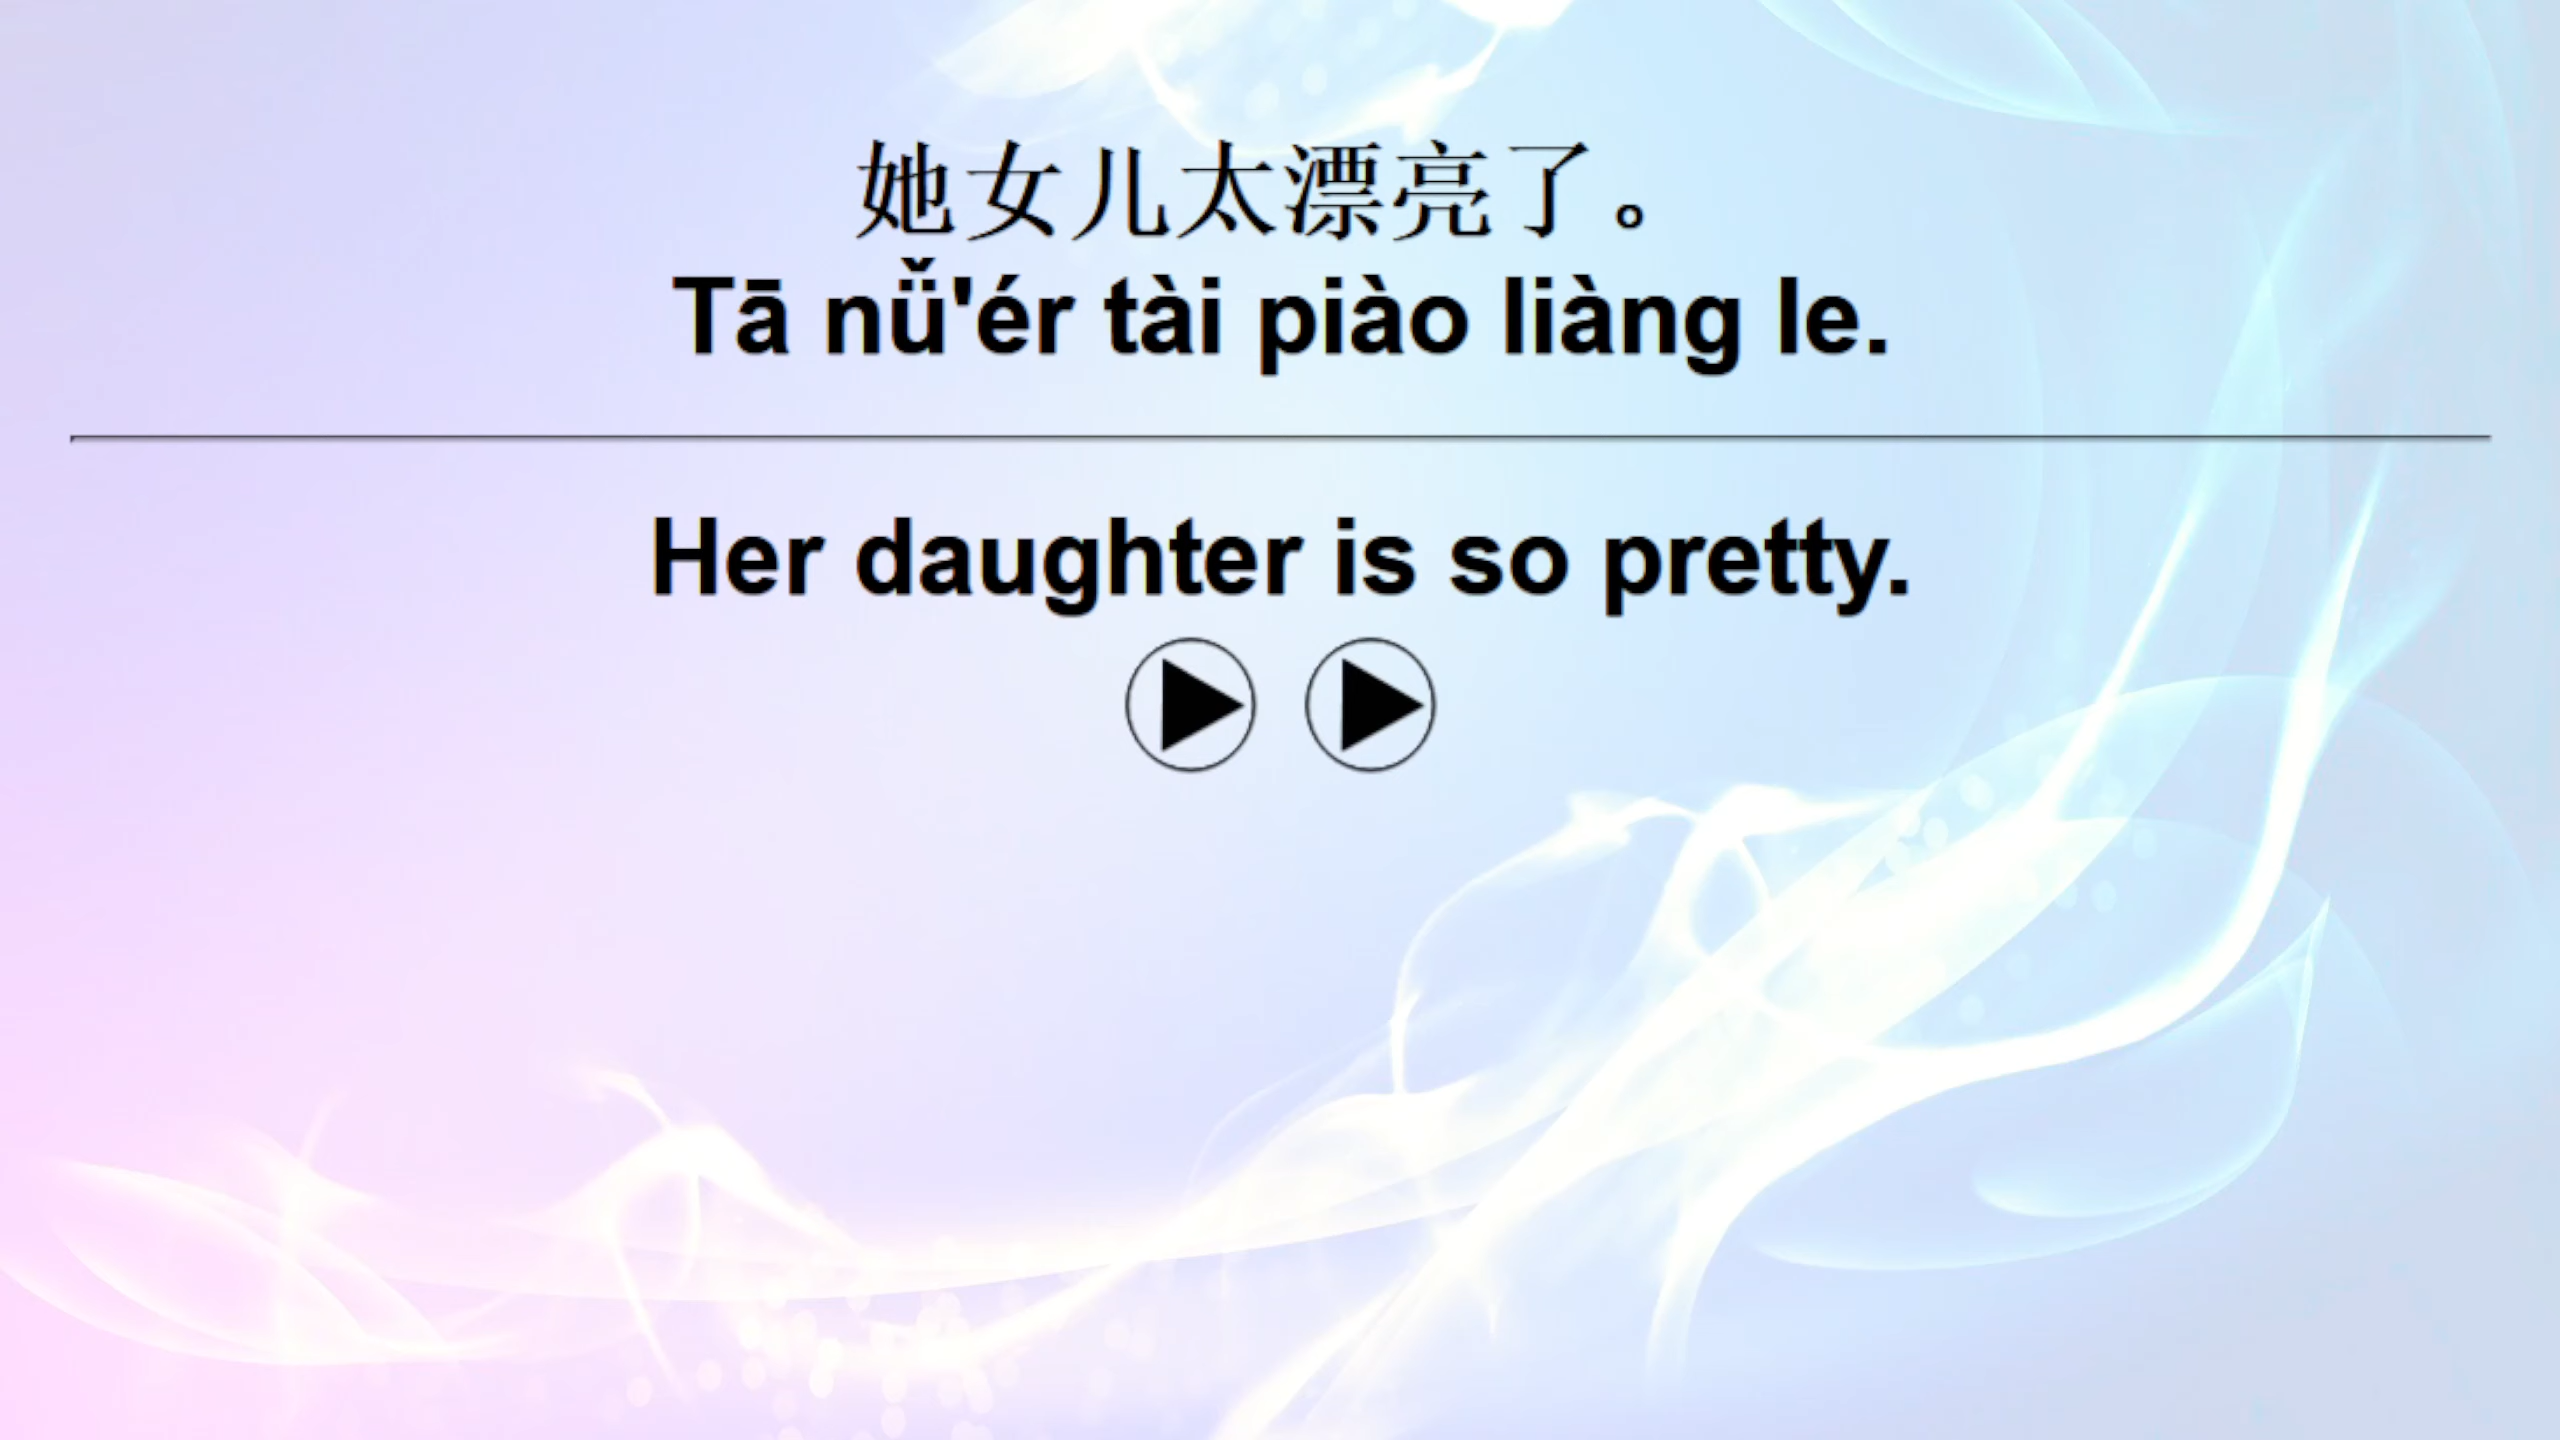 她女儿太漂亮了。
Tā nǚ'ér tài piào liàng le.
Her daughter is so pretty.